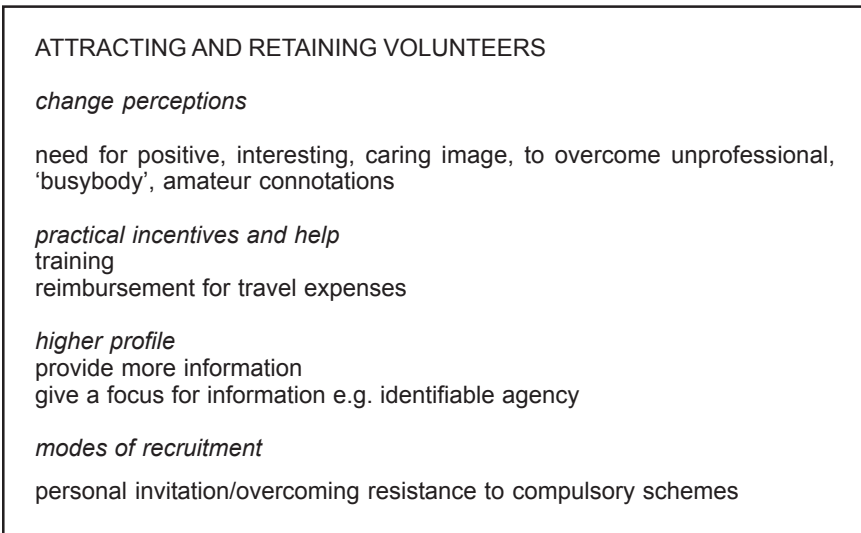 ATTRACTING AND RETAINING VOLUNTEERS
change perceptions
need for positive, interesting, caring image, to overcome unprofessional,
‘busybody’, amateur connotations
practical incentives and help
training
reimbursement for travel expenses
higher profile
provide more information
give a focus for information e.g. identifiable agency
modes of recruitment
personal invitation/overcoming resistance to compulsory schemes